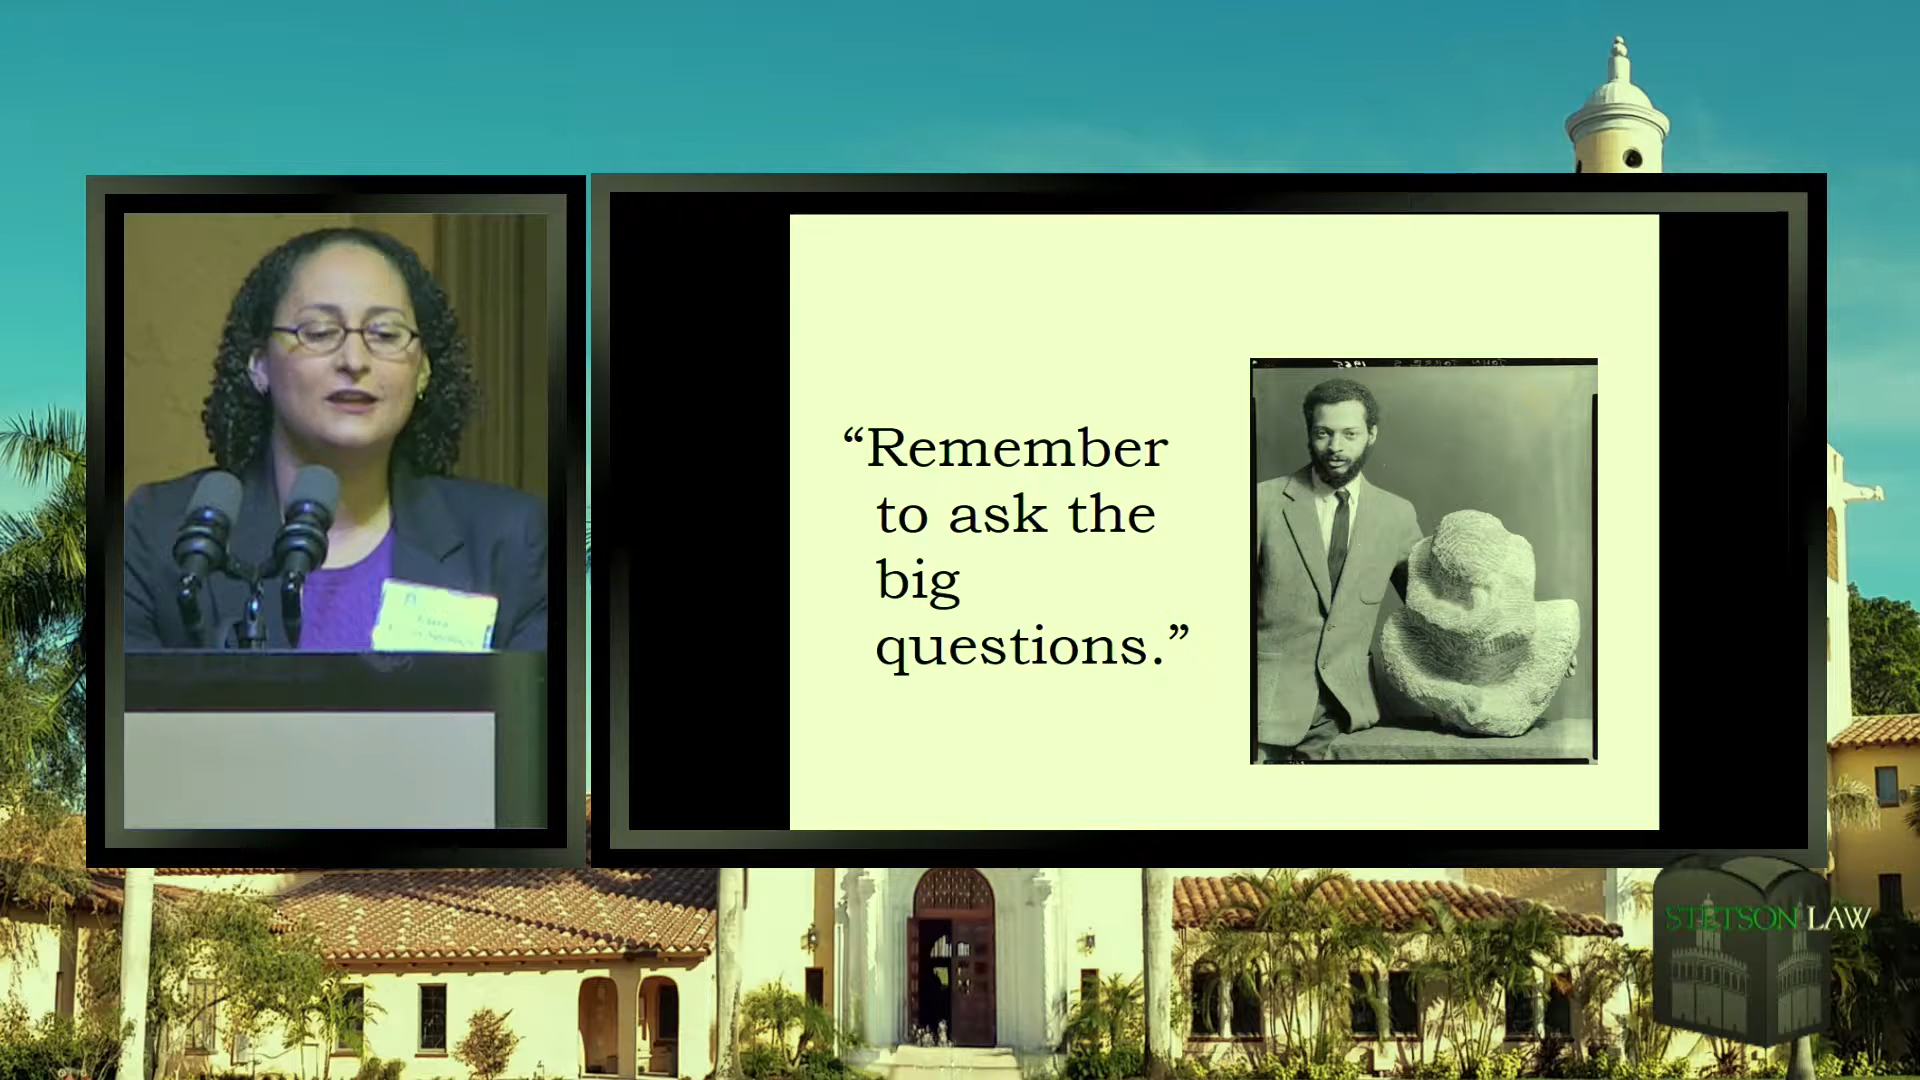 “Remember
to ask the
big
questions.”
STETSON LAW